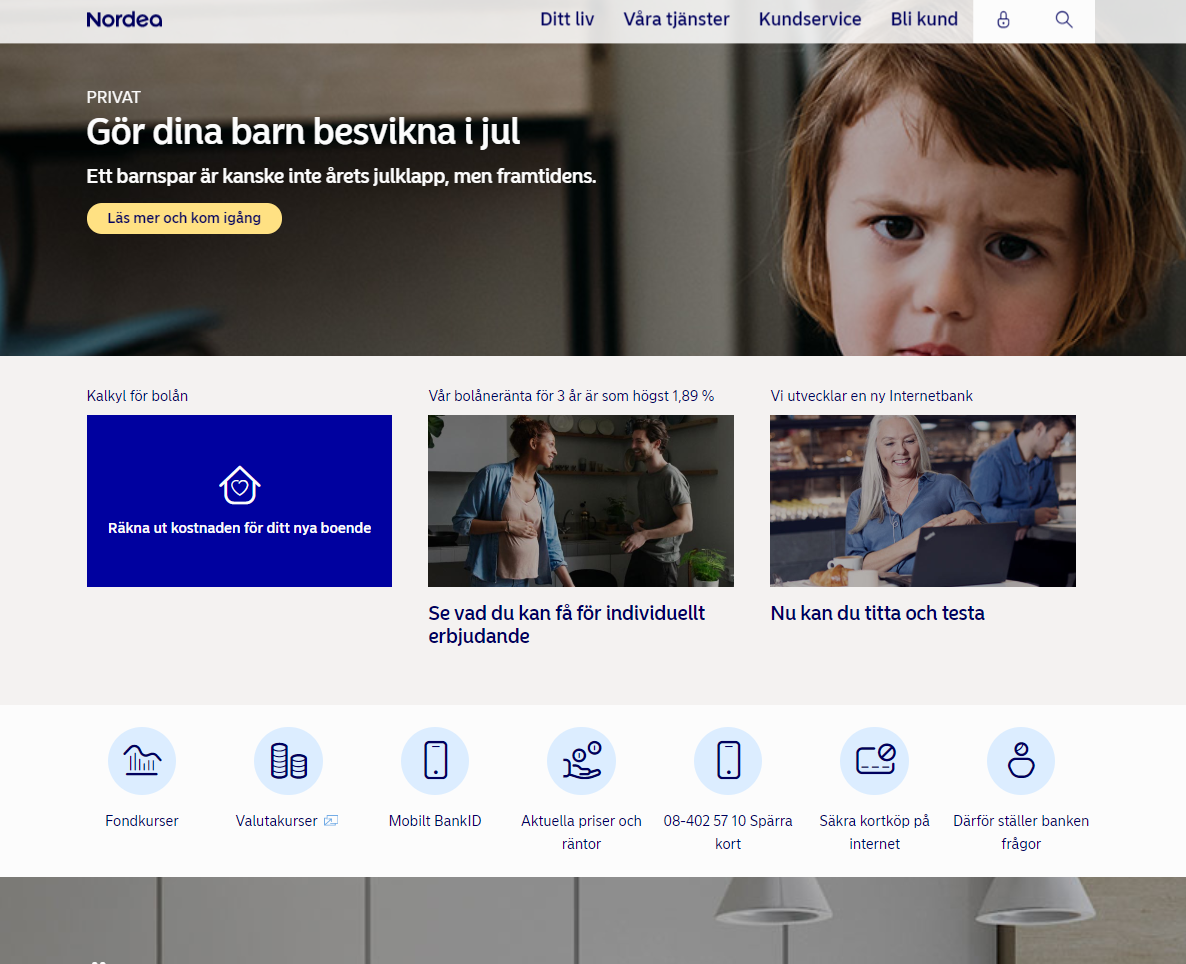 Nordea
Ditt liv
Våra tjänster
Kundservice
Bli kund
PRIVAT
Gör dina barn besvikna i jul
Ett barnspar är kanske inte årets julklapp, men framtidens.
Läs mer och kom igång
Kalkyl för bolån
Räkna ut kostnaden för ditt nya boende
Vår bolåneränta för 3 år är som högst 1,89 %
Se vad du kan få för individuellt
erbjudande
Vi utvecklar en ny Internetbank
Nu kan du titta och testa
Fondkurser
Valutakurser
Mobilt BankID
Aktuella priser och
räntor
08-402 57 10 Spärra
kort
Säkra kortköp på
internet
Därför ställer banken
frågor